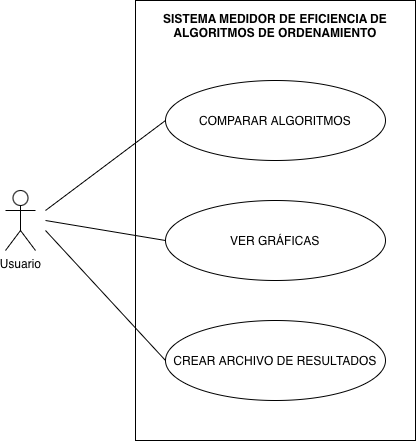 SISTEMA MEDIDOR DE EFICIENCIA DE
ALGORITMOS DE ORDENAMIENTO
COMPARAR ALGORITMOS
VER GRÁFICAS
Usuario
CREAR ARCHIVO DE RESULTADOS